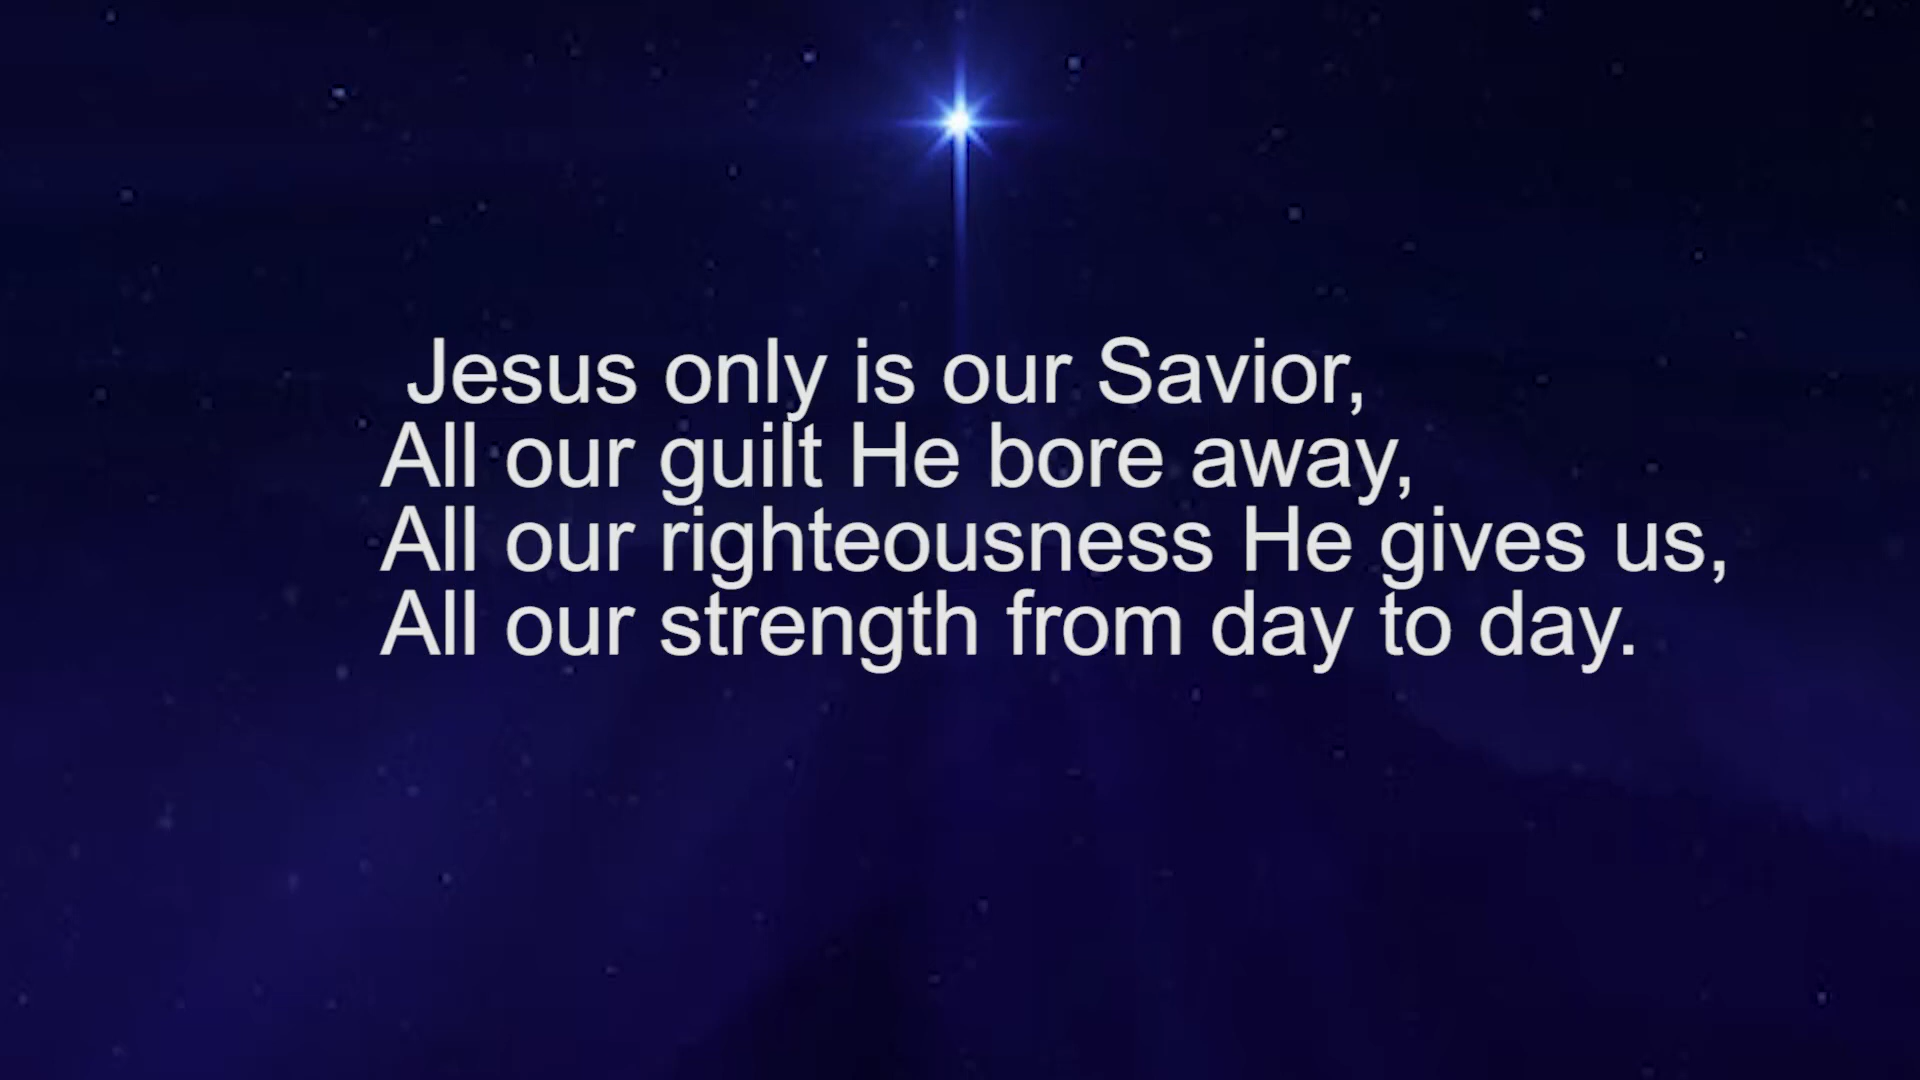 Jesus only is our Savior,
All our guilt He bore away,
All our righteousness He gives us,
All our strength from day to day.